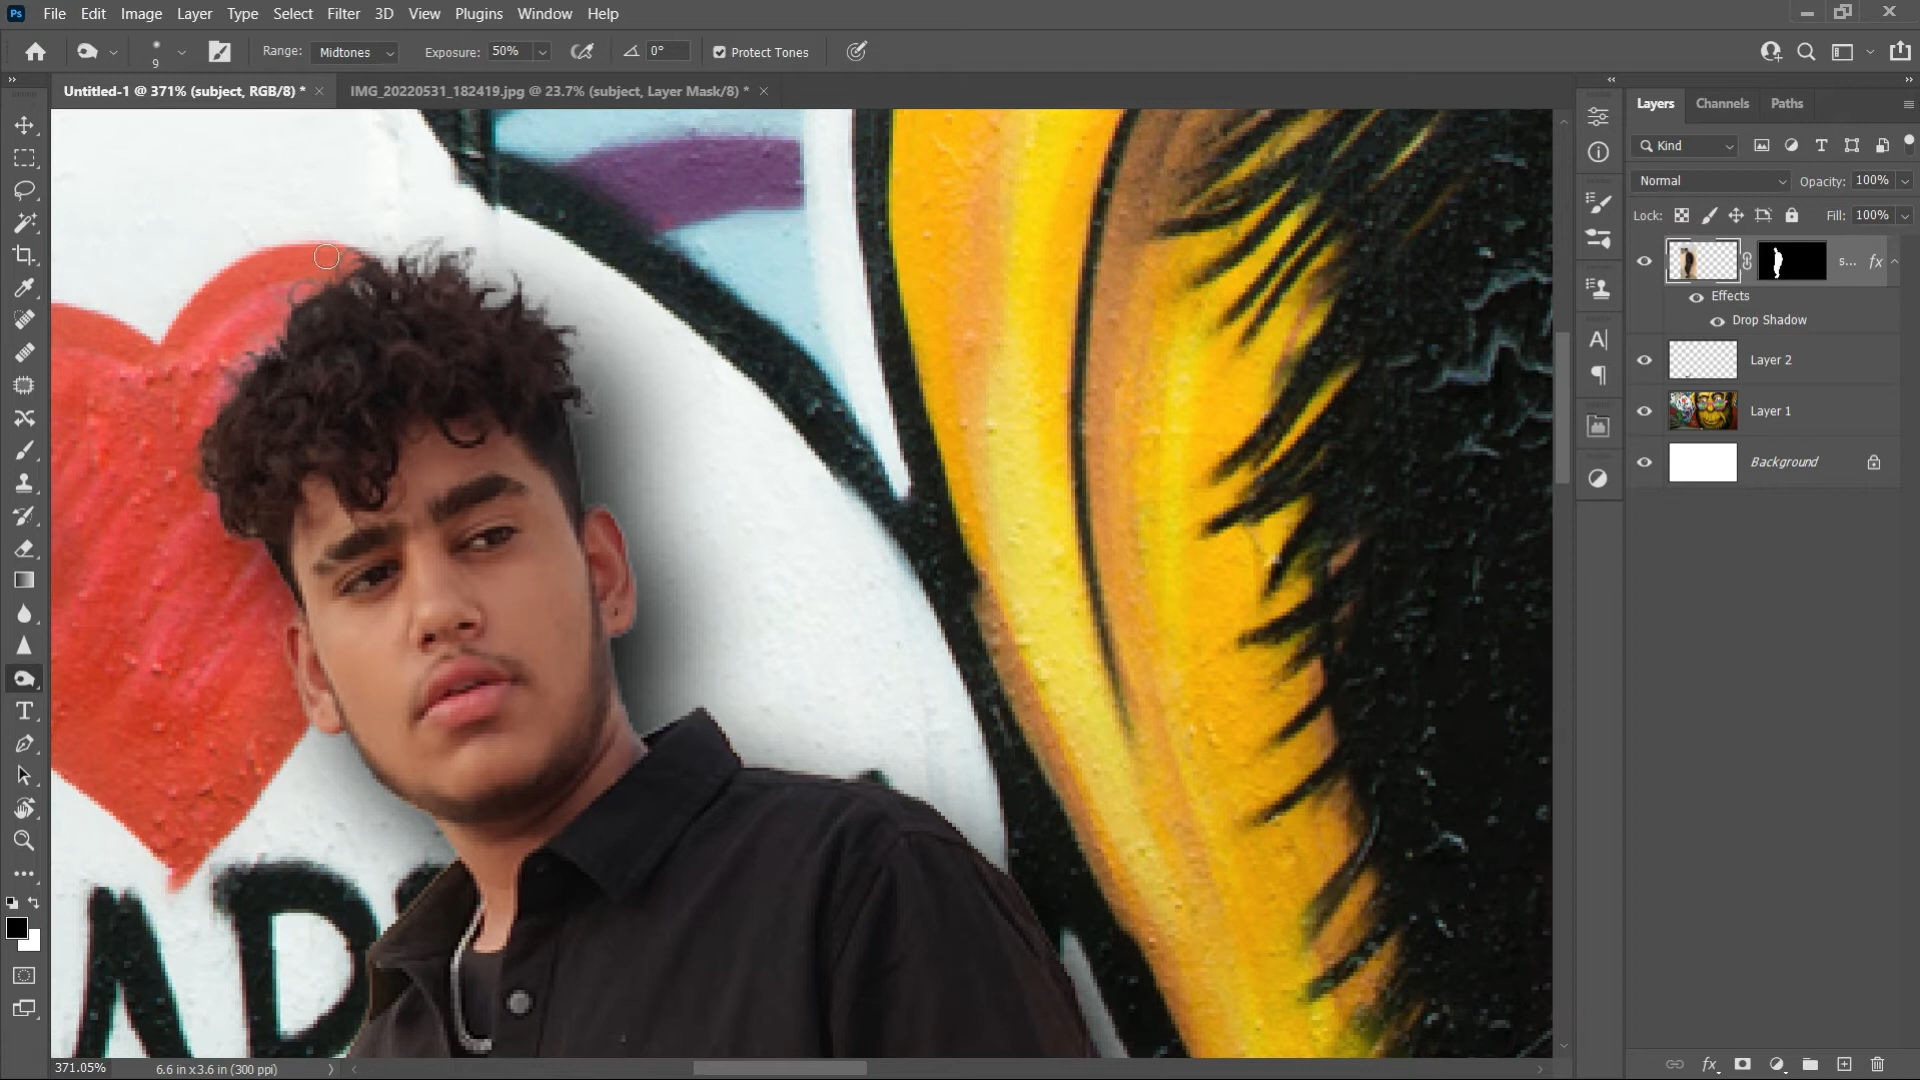 Ps File Edit Image Layer Type Select Filter 3D View Plugins Window Help
9 Range: Midtones Exposure: 50% 0° Protect Tones
Untitled-1 @ 371% (subject, RGB/8) * IMG_20220531_182419.jpg @ 23.7% (subject, Layer Mask/8) *
Layers Channels Paths
Kind
Normal Opacity: 100%
Lock: Fill: 100%
s... fx
Effects
Drop Shadow
Layer 2
Layer 1
Background
371.05% 6.6 in x 3.6 in (300 ppi)
fx